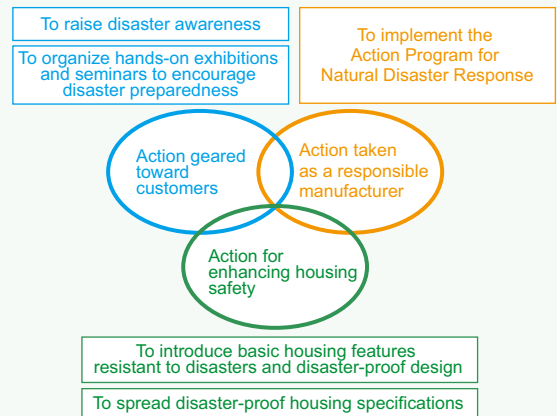 To raise disaster awareness
To organize hands-on exhibitions
and seminars to encourage
disaster preparedness
To implement the
Action Program for
Natural Disaster Response
Action geared
toward
customers
Action taken
as a responsible
manufacturer
Action for
enhancing housing
safety
To introduce basic housing features
resistant to disasters and disaster-proof design
To spread disaster-proof housing specifications